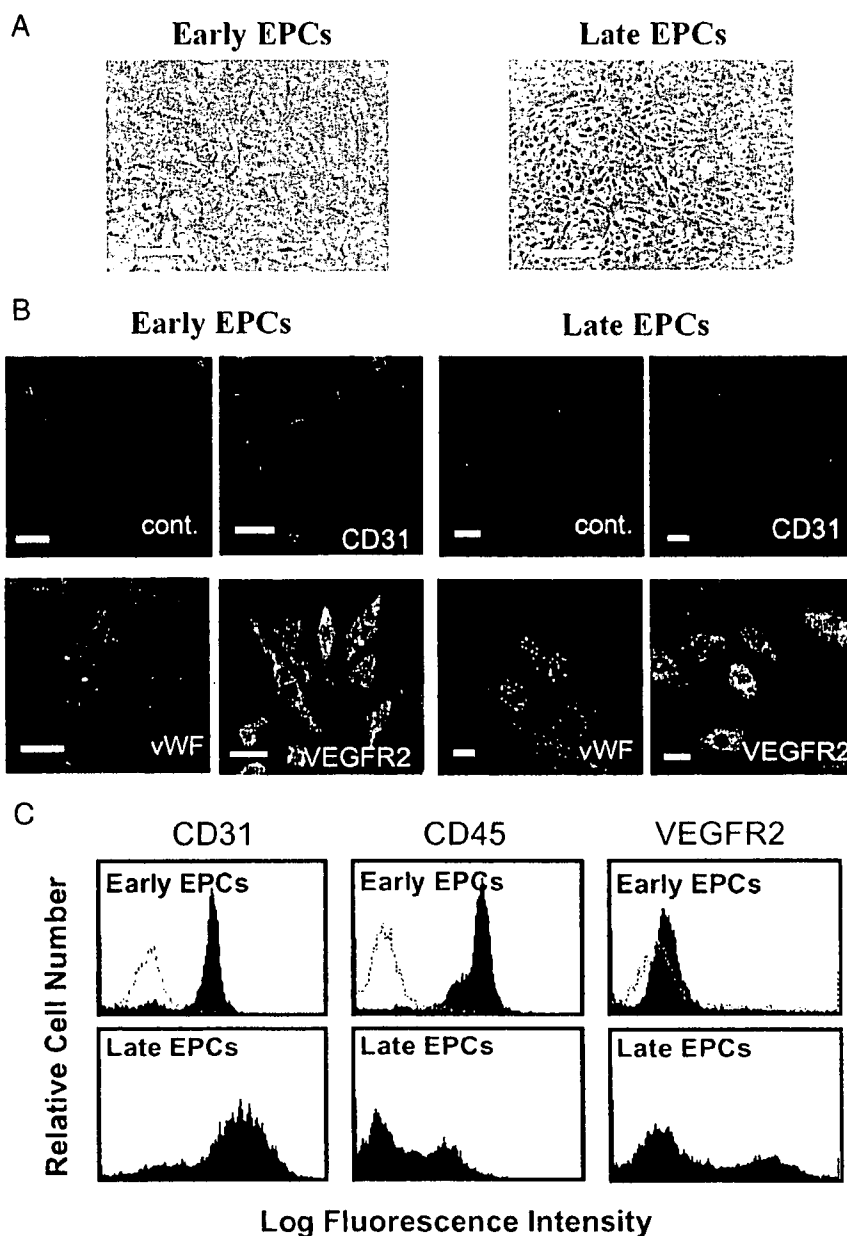 A
Early EPCs
Late EPCs
B
Early EPCs
Late EPCs
cont.
CD31
cont.
CD31
vWF
VEGFR2
vWF
VEGFR2
C
CD31
CD45
VEGFR2
Relative Cell Number
Early EPCs
Early EPCs
Early EPCs
Late EPCs
Late EPCs
Late EPCs
Log Fluorescence Intensity